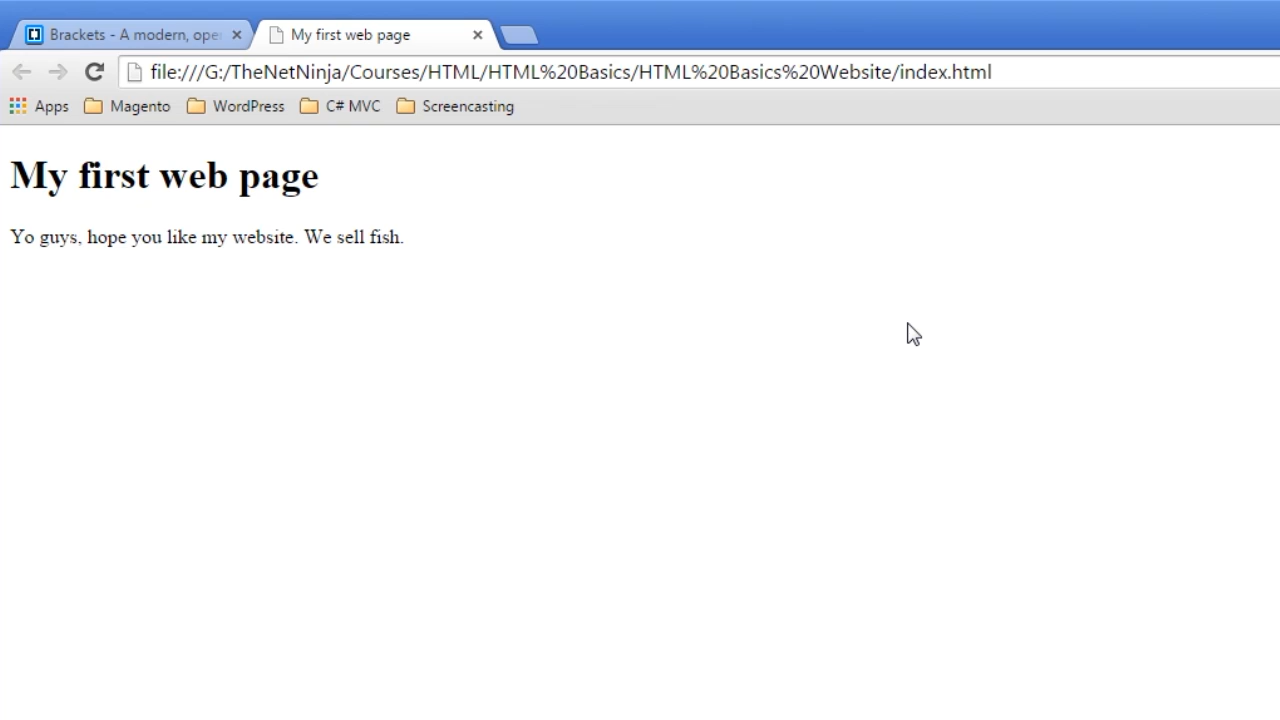 Brackets - A modern, ope
My first web page
file:///G:/TheNetNinja/Courses/HTML/HTML%20Basics/HTML%20Basics%20Website/index.html
Apps Magento WordPress C# MVC Screencasting
My first web page
Yo guys, hope you like my website. We sell fish.